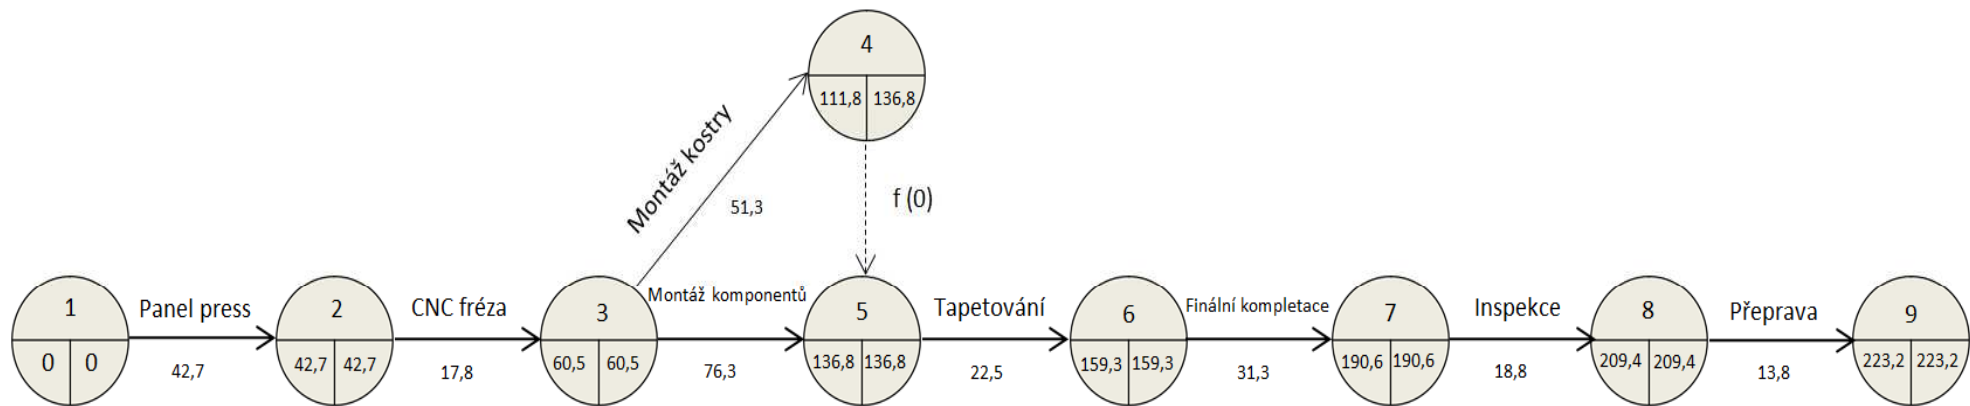 4
111,8 136,8
Montáž kostry
51,3
f (0)
1
0 0
Panel press
42,7
2
42,7 42,7
CNC fréza
17,8
3
60,5 60,5
Montáž komponentů
76,3
5
136,8 136,8
Tapetování
22,5
6
159,3 159,3
Finální kompletace
31,3
7
190,6 190,6
Inspekce
18,8
8
209,4 209,4
Přeprava
13,8
9
223,2 223,2